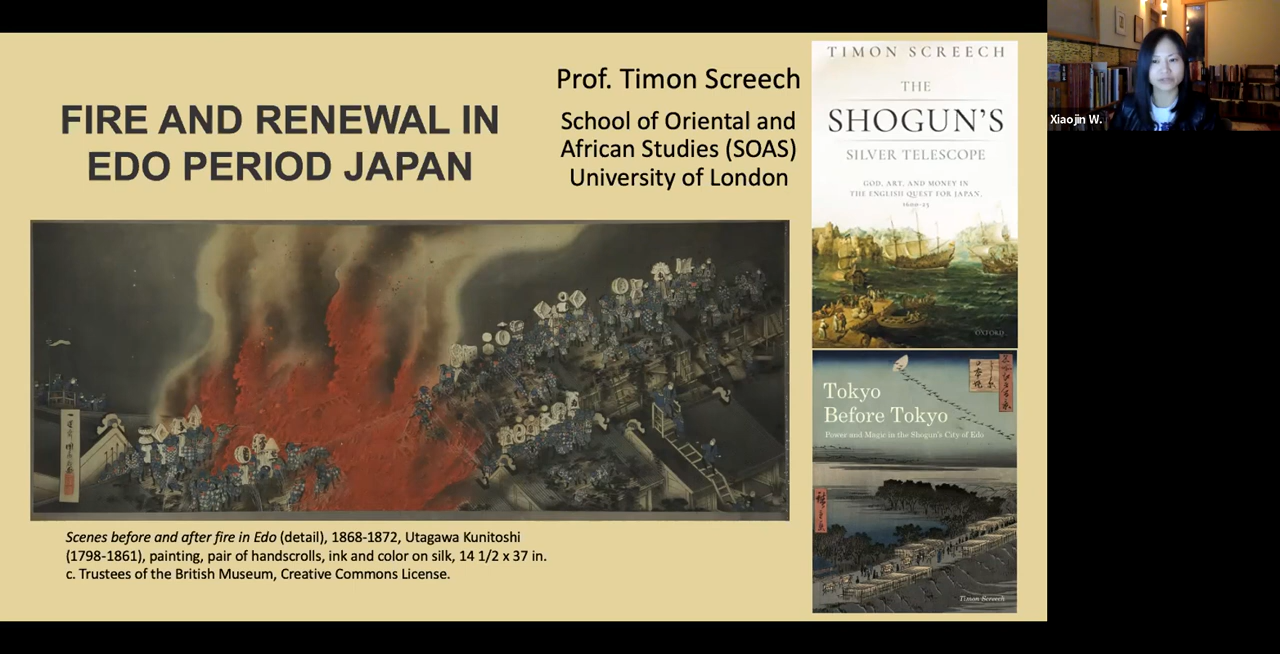 FIRE AND RENEWAL IN
EDO PERIOD JAPAN
Prof. Timon Screech
School of Oriental and
African Studies (SOAS)
University of London
Scenes before and after fire in Edo (detail), 1868-1872, Utagawa Kunitoshi
(1798-1861), painting, pair of handscrolls, ink and color on silk, 14 1/2 x 37 in.
c. Trustees of the British Museum, Creative Commons License.
TIMON SCREECH
THE
SHOGUN'S
SILVER TELESCOPE
GOD, ART, AND MONEY IN
THE ENGLISH QUEST FOR JAPAN,
1600-25
OXFORD
Tokyo
Before Tokyo
Power and Magic in the Shogun's City of Edo
Timon Screech
Xiaojin W.